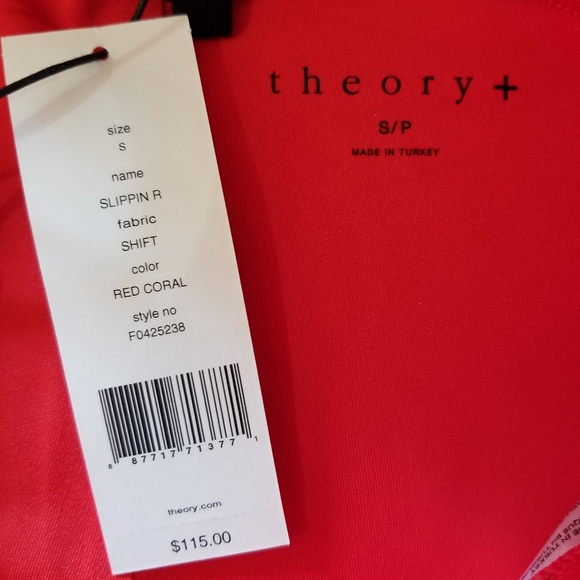 size
S
name
SLIPPIN R
fabric
SHIFT
color
RED CORAL
style no
F0425238
8 87717 71377 1
theory.com
$115.00
theory+
S/P
MADE IN TURKEY